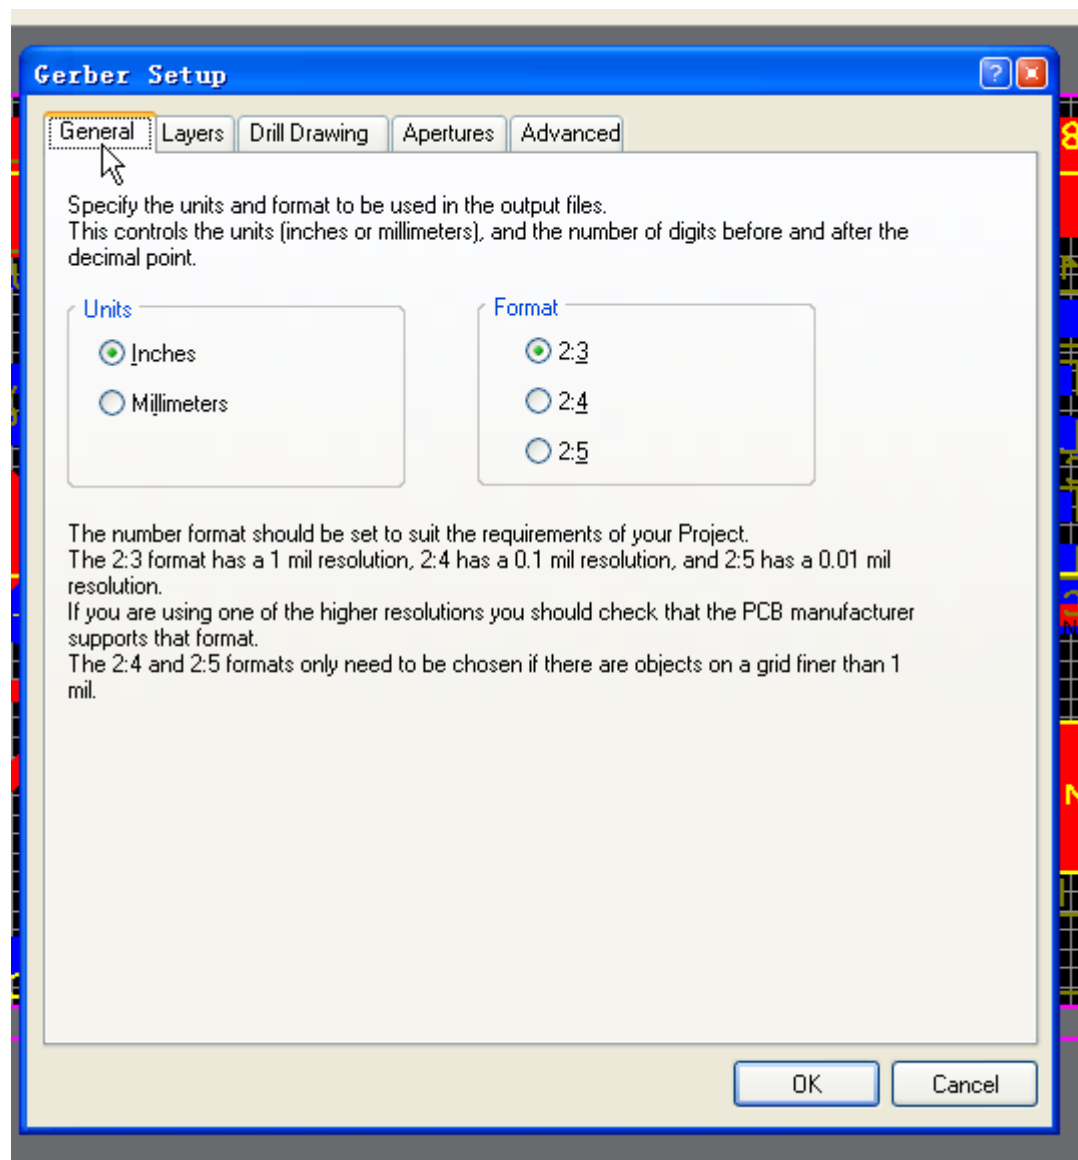 Gerber Setup
General Layers Drill Drawing Apertures Advanced
Specify the units and format to be used in the output files.
This controls the units (inches or millimeters), and the number of digits before and after the
decimal point.
Units Format
Inches 2:3
Millimeters 2:4
2:5
The number format should be set to suit the requirements of your Project.
The 2:3 format has a 1 mil resolution, 2:4 has a 0.1 mil resolution, and 2:5 has a 0.01 mil
resolution.
If you are using one of the higher resolutions you should check that the PCB manufacturer
supports that format.
The 2:4 and 2:5 formats only need to be chosen if there are objects on a grid finer than 1
mil.
OK Cancel